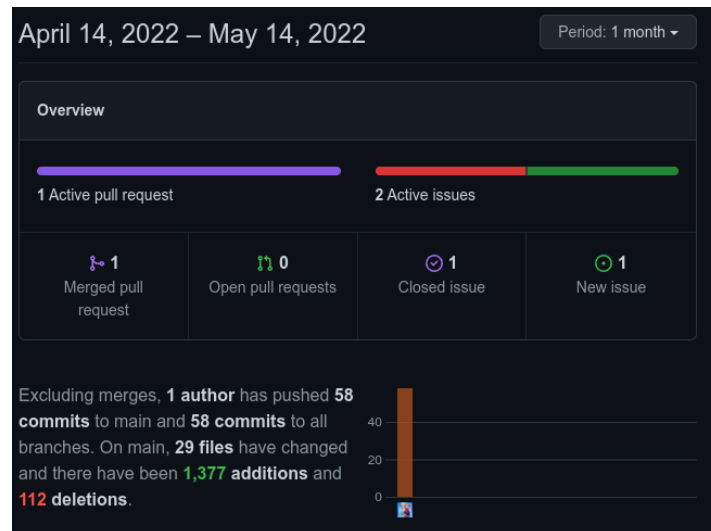 April 14, 2022 – May 14, 2022
Period: 1 month
Overview
1 Active pull request
2 Active issues
1
Merged pull
request
0
Open pull requests
1
Closed issue
1
New issue
Excluding merges, 1 author has pushed 58
commits to main and 58 commits to all
branches. On main, 29 files have changed
and there have been 1,377 additions and
112 deletions.
40
20
0